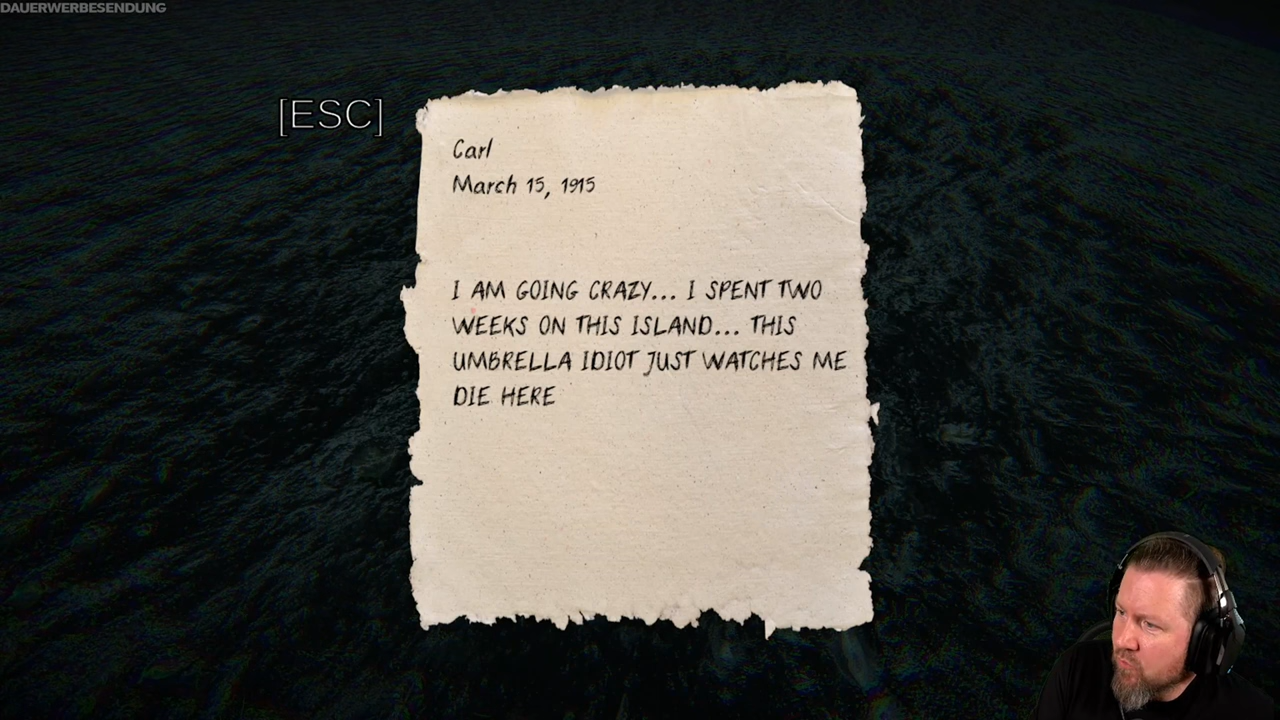 DAUERWERBESENDUNG
[ESC]
Carl
March 15, 1915
I AM GOING CRAZY... I SPENT TWO
WEEKS ON THIS ISLAND... THIS
UMBRELLA IDIOT JUST WATCHES ME
DIE HERE